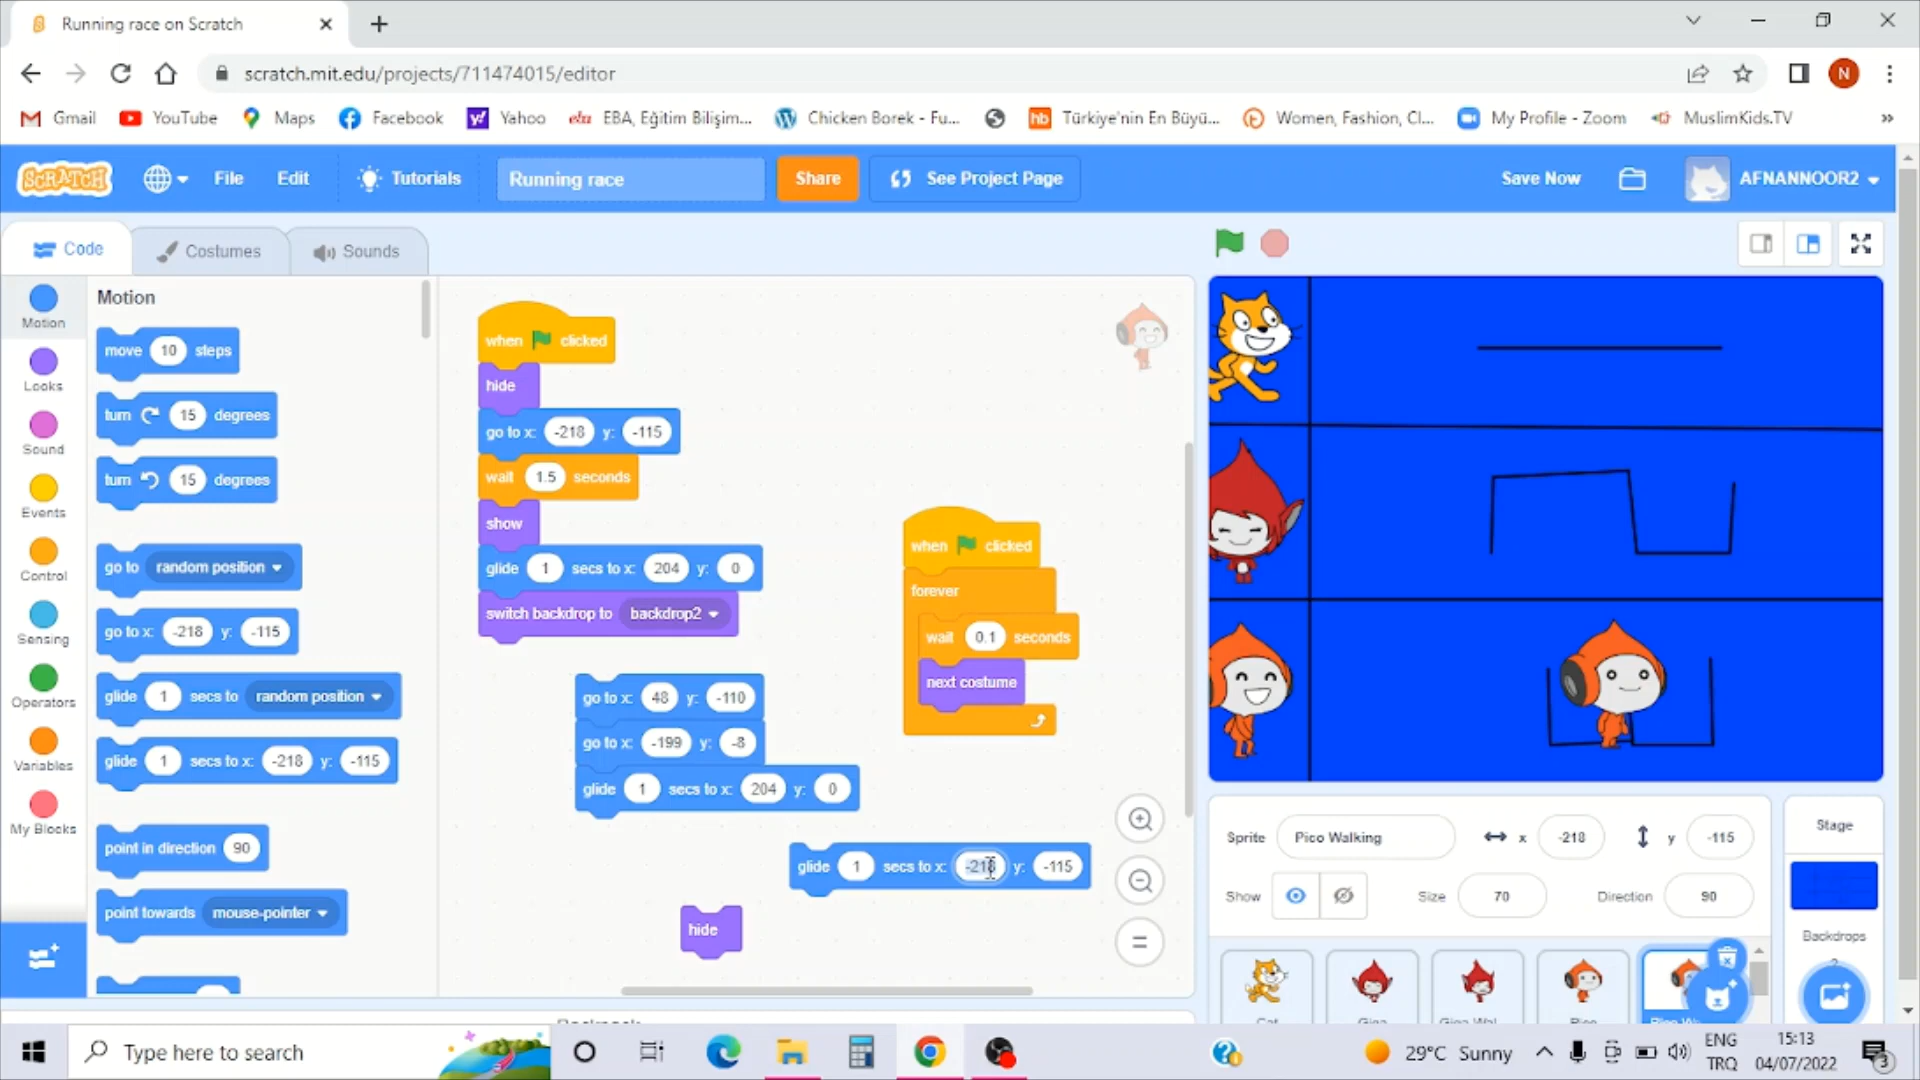 Running race on Scratch
scratch.mit.edu/projects/711474015/editor
N
Gmail YouTube Maps Facebook Yahoo EBA, Eğitim Bilişim... Chicken Borek - Fu... Türkiye'nin En Büyü... Women, Fashion, Cl... My Profile - Zoom MuslimKids.TV »
SCRATCH File Edit Tutorials Running race Share See Project Page Save Now AFNANNOOR2
Code Costumes Sounds
Motion
Looks
Sound
Events
Control
Sensing
Operators
Variables
My Blocks
Motion
move 10 steps
turn 15 degrees
turn 15 degrees
go to random position
go to x: -218 y: -115
glide 1 secs to random position
glide 1 secs to x: -218 y: -115
point in direction 90
point towards mouse-pointer
when clicked
hide
go to x: -218 y: -115
wait 1.5 seconds
show
glide 1 secs to x: 204 y: 0
switch backdrop to backdrop2
go to x: 48 y: -110
go to x: -199 y: -8
glide 1 secs to x: 204 y: 0
when clicked
forever
wait 0.1 seconds
next costume
glide 1 secs to x: -218 y: -115
hide
Sprite Pico Walking x -218 y -115
Show Size 70 Direction 90
Stage
Backdrops
Type here to search
29°C Sunny
ENG
TRQ
15:13
04/07/2022
3